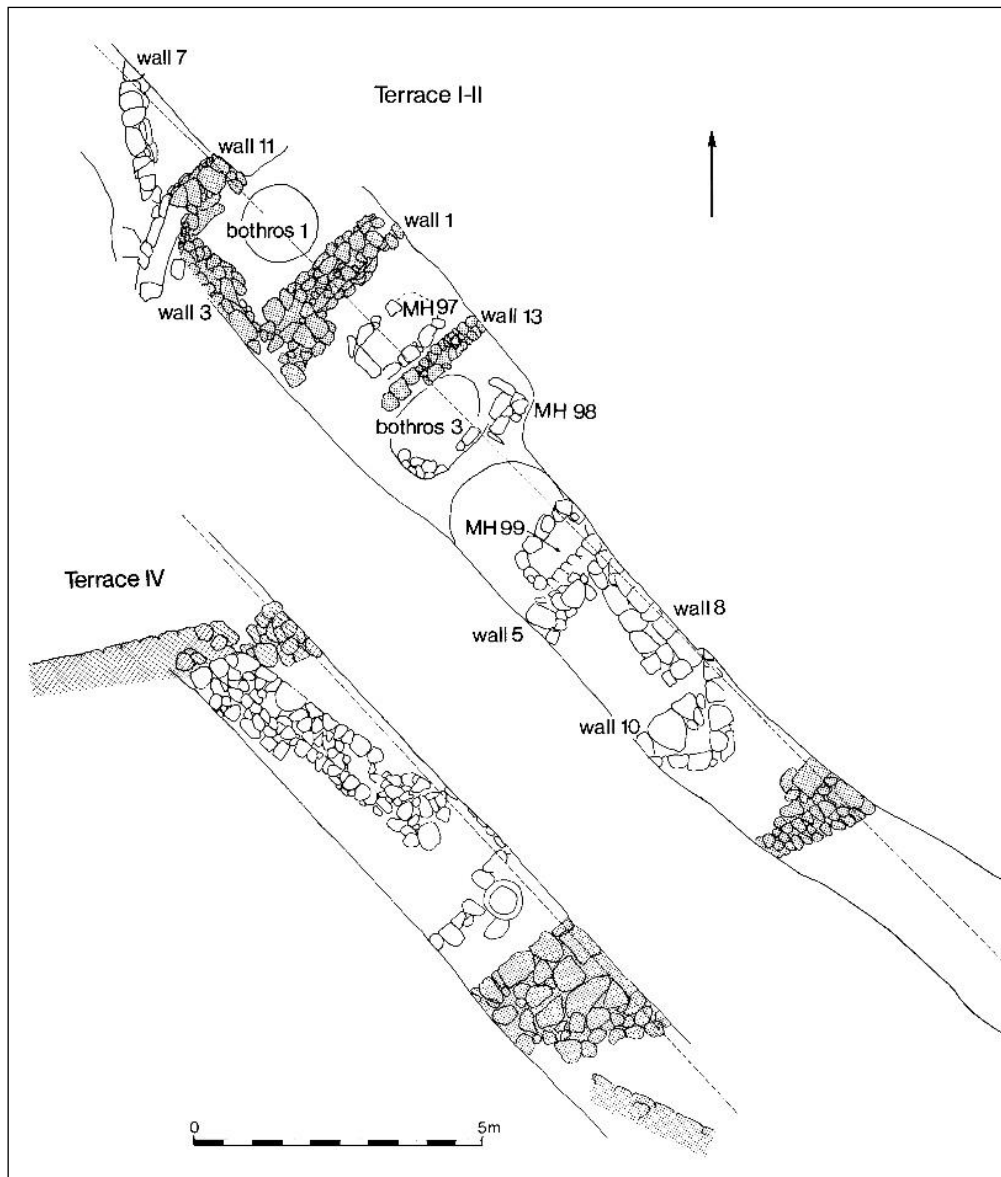 wall 7
Terrace I-II
wall 11
bothros 1
wall 1
wall 3
MH97
wall 13
MH 98
bothros 3
MH99
wall 8
wall 5
wall 10
Terrace IV
0 5m